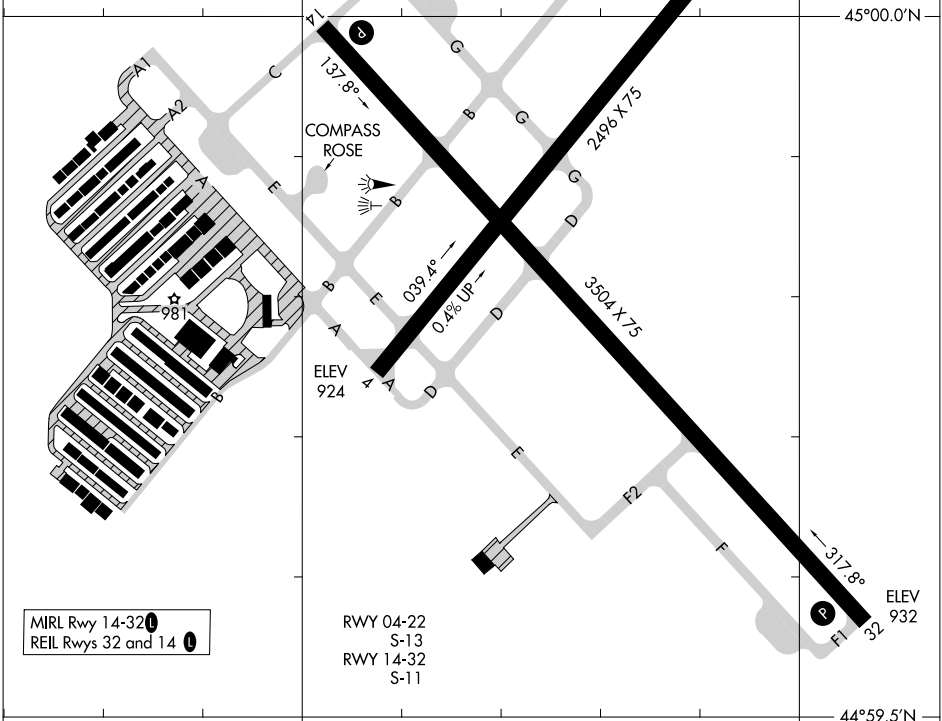 45°00.0'N
14
P
137.8°
G
A1
C
A2
B
G
2496 X 75
COMPASS
ROSE
G
A
E
B
D
039.4°
0.4% UP
3504 X 75
B
E
D
981
A
ELEV
924
4
A
D
B
E
F2
F
317.8°
P
ELEV
932
32
F1
MIRL Rwy 14-32 L
REIL Rwys 32 and 14 L
RWY 04-22
S-13
RWY 14-32
S-11
44°59.5'N